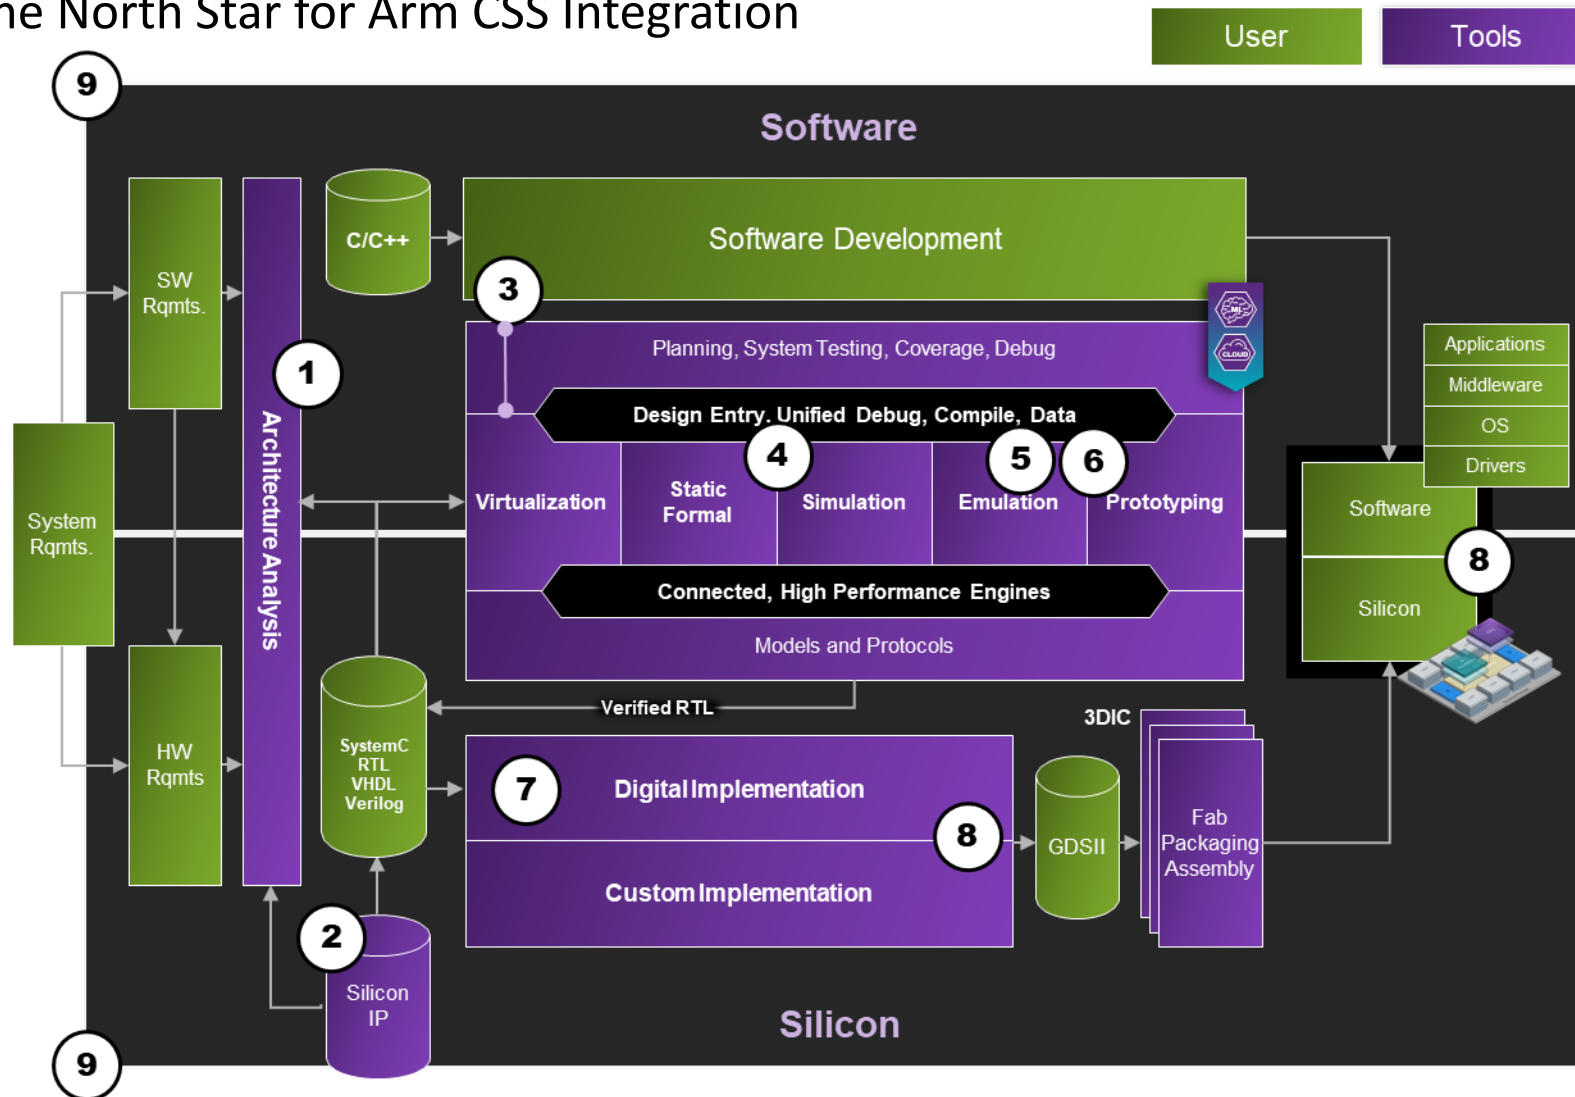 he North Star for Arm CSS Integration
User
Tools
9
Software
C/C++
Software Development
SW
Rqmts.
3
ML
CLOUD
Planning, System Testing, Coverage, Debug
1
Applications
Middleware
OS
Drivers
Design Entry. Unified Debug, Compile, Data
4
5
6
Architecture Analysis
Virtualization
Static
Formal
Simulation
Emulation
Prototyping
System
Rqmts.
Software
8
Silicon
Connected, High Performance Engines
Models and Protocols
Verified RTL
3DIC
HW
Rqmts
SystemC
RTL
VHDL
Verilog
7
Digital Implementation
8
GDSII
Fab
Packaging
Assembly
Custom Implementation
2
Silicon
IP
Silicon
9